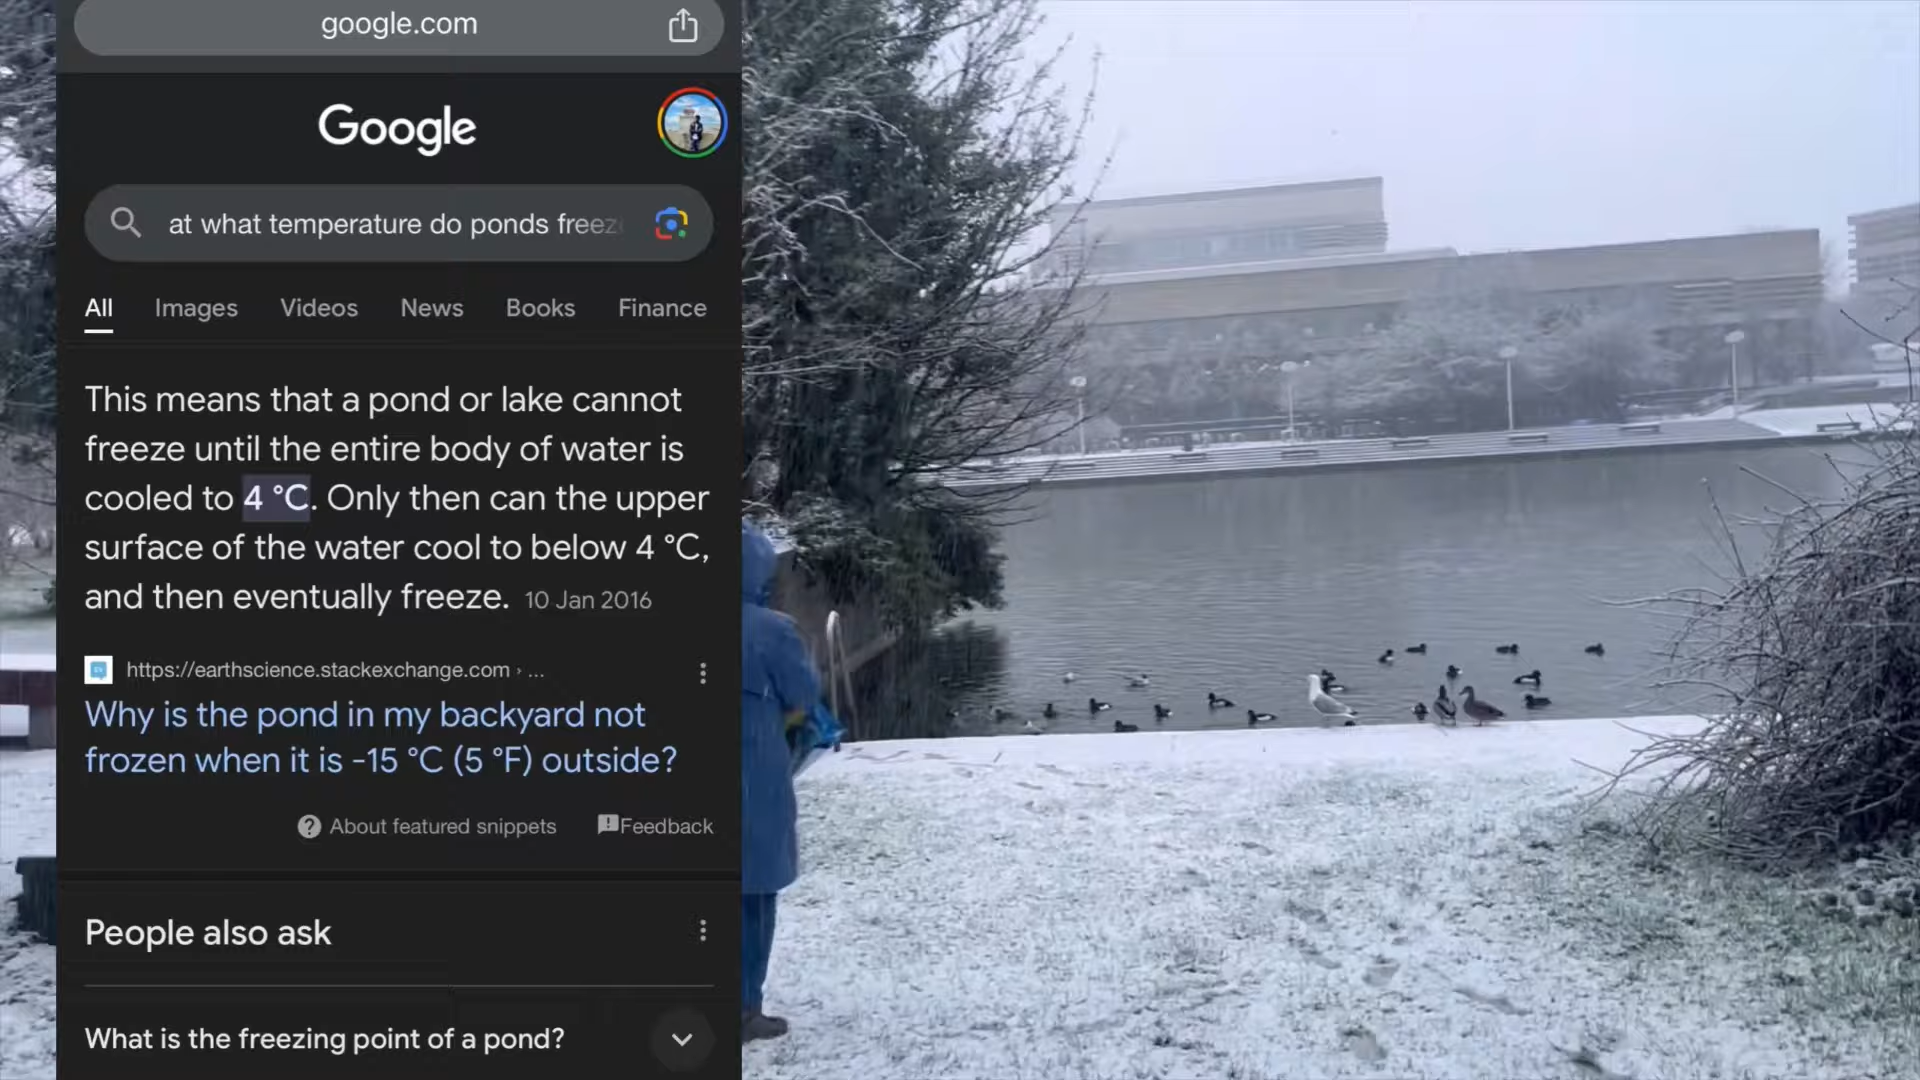 google.com
Google
at what temperature do ponds freez
All Images Videos News Books Finance
This means that a pond or lake cannot
freeze until the entire body of water is
cooled to 4 °C. Only then can the upper
surface of the water cool to below 4 °C,
and then eventually freeze. 10 Jan 2016
https://earthscience.stackexchange.com › ...
Why is the pond in my backyard not
frozen when it is -15 °C (5 °F) outside?
About featured snippets Feedback
People also ask
What is the freezing point of a pond?